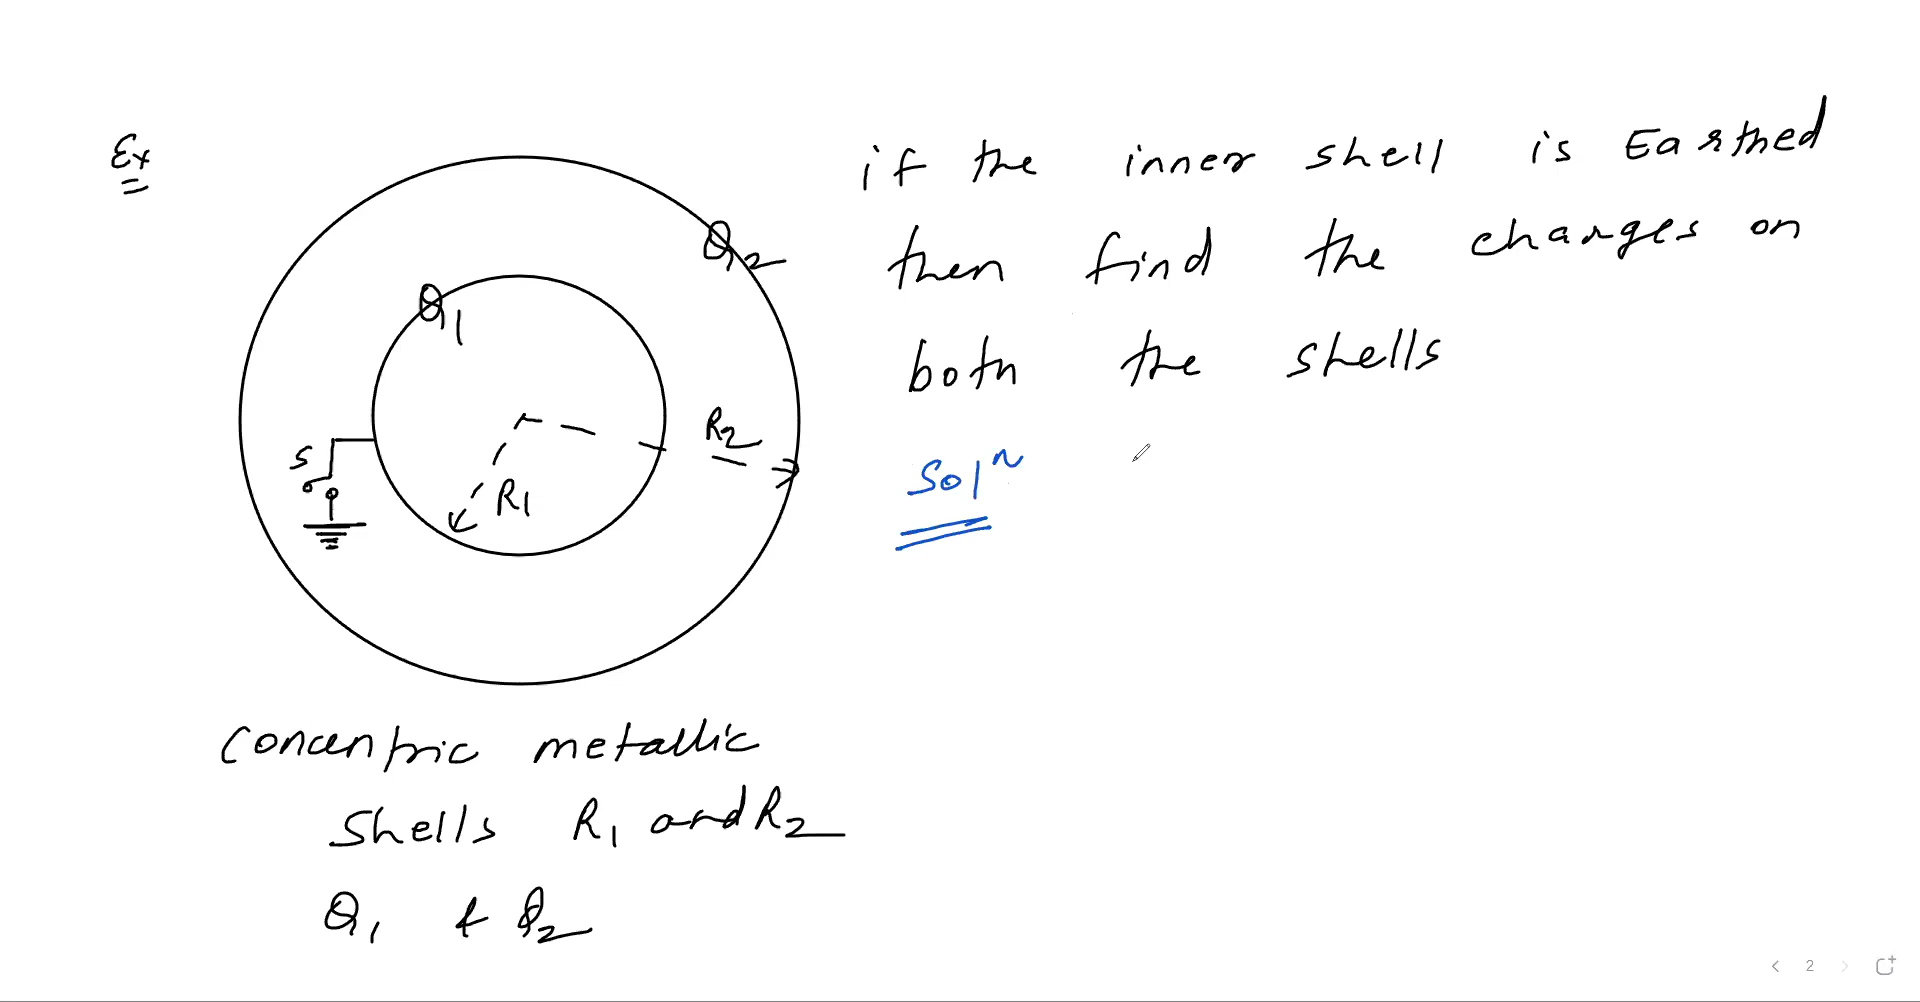 Ex
if the inner shell is Earthed
then find the charges on
both the shells
Solⁿ
Q₂
Q₁
R₂
S
R₁
Concentric metallic
Shells R₁ and R₂
Q₁ & Q₂
2